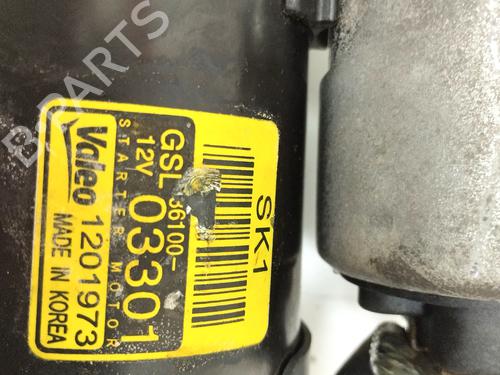 SK1
GSL 36100-
12V 03301
STARTER MOTOR
Valeo 1201973
MADE IN KOREA
B-PARTS